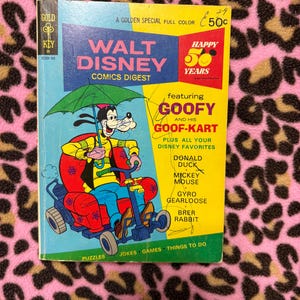 GOLD
KEY
A GOLDEN SPECIAL FULL COLOR
50¢
WALT
DISNEY
COMICS DIGEST
HAPPY
50
YEARS
featuring
GOOFY
AND HIS
GOOF-KART
PLUS ALL YOUR
DISNEY FAVORITES
DONALD
DUCK
MICKEY
MOUSE
GYRO
GEARLOOSE
BRER
RABBIT
PUZZLES JOKES GAMES THINGS TO DO